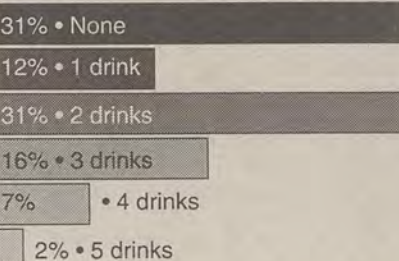 31% • None
12% • 1 drink
31% • 2 drinks
16% • 3 drinks
7% • 4 drinks
2% • 5 drinks